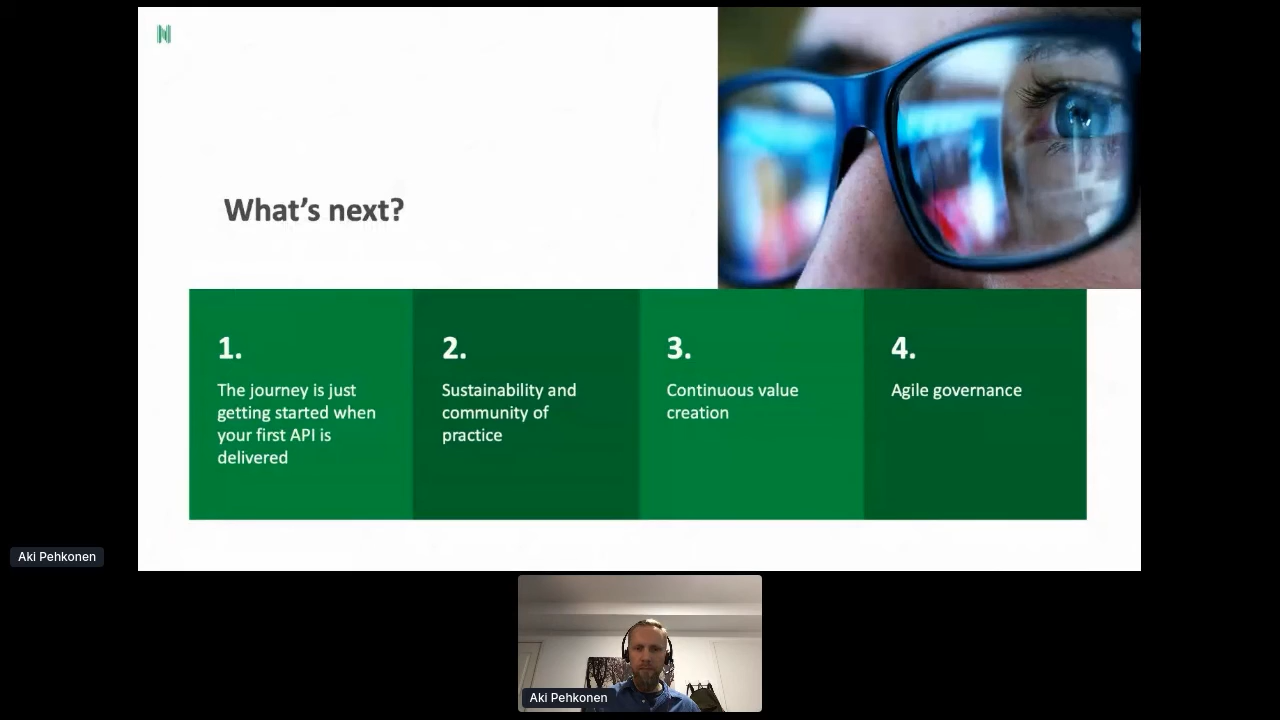 What's next?
1.
The journey is just
getting started when
your first API is
delivered
2.
Sustainability and
community of
practice
3.
Continuous value
creation
4.
Agile governance
Aki Pehkonen
Aki Pehkonen